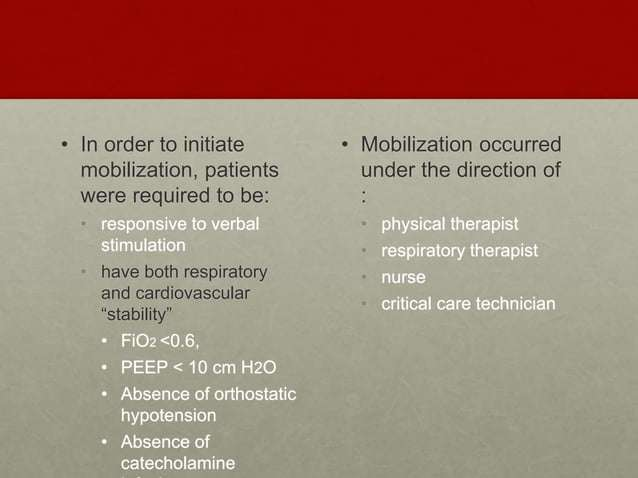 • In order to initiate
mobilization, patients
were required to be:
◦ responsive to verbal
stimulation
◦ have both respiratory
and cardiovascular
“stability”
• FiO2 <0.6,
• PEEP < 10 cm H2O
• Absence of orthostatic
hypotension
• Absence of
catecholamine
• Mobilization occurred
under the direction of
:
◦ physical therapist
◦ respiratory therapist
◦ nurse
◦ critical care technician